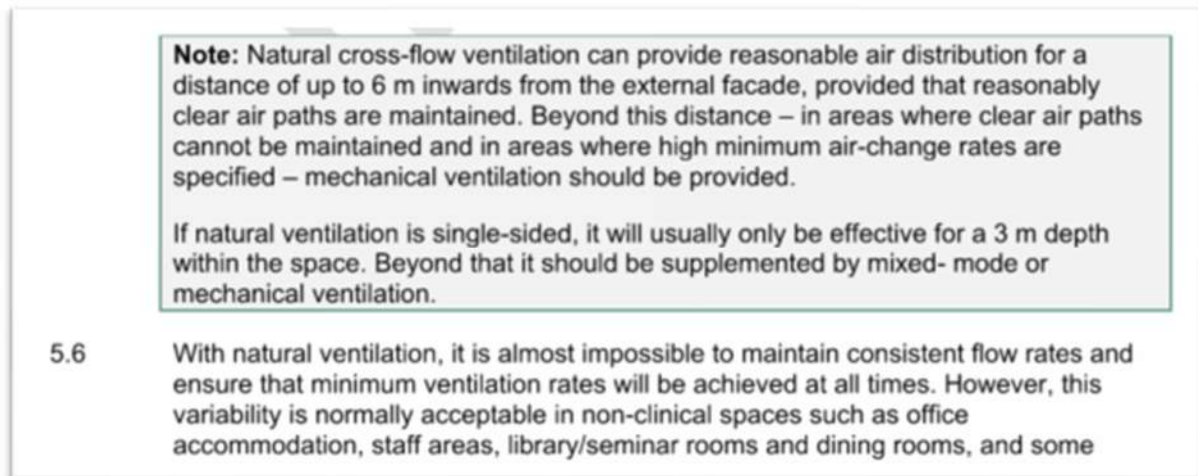 Note: Natural cross-flow ventilation can provide reasonable air distribution for a
distance of up to 6 m inwards from the external facade, provided that reasonably
clear air paths are maintained. Beyond this distance – in areas where clear air paths
cannot be maintained and in areas where high minimum air-change rates are
specified – mechanical ventilation should be provided.
If natural ventilation is single-sided, it will usually only be effective for a 3 m depth
within the space. Beyond that it should be supplemented by mixed- mode or
mechanical ventilation.
5.6 With natural ventilation, it is almost impossible to maintain consistent flow rates and
ensure that minimum ventilation rates will be achieved at all times. However, this
variability is normally acceptable in non-clinical spaces such as office
accommodation, staff areas, library/seminar rooms and dining rooms, and some